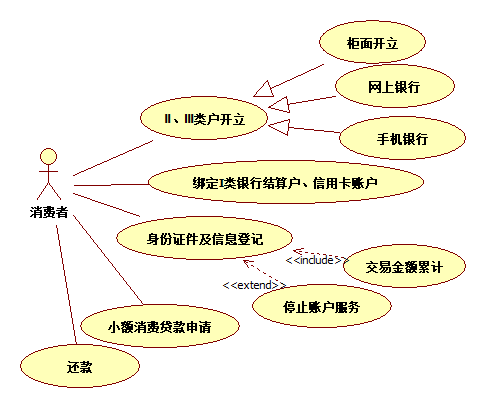 柜面开立
网上银行
II、III类户开立
手机银行
绑定I类银行结算户、信用卡账户
消费者
身份证件及信息登记
<<include>>
交易金额累计
<<extend>>
停止账户服务
小额消费贷款申请
还款